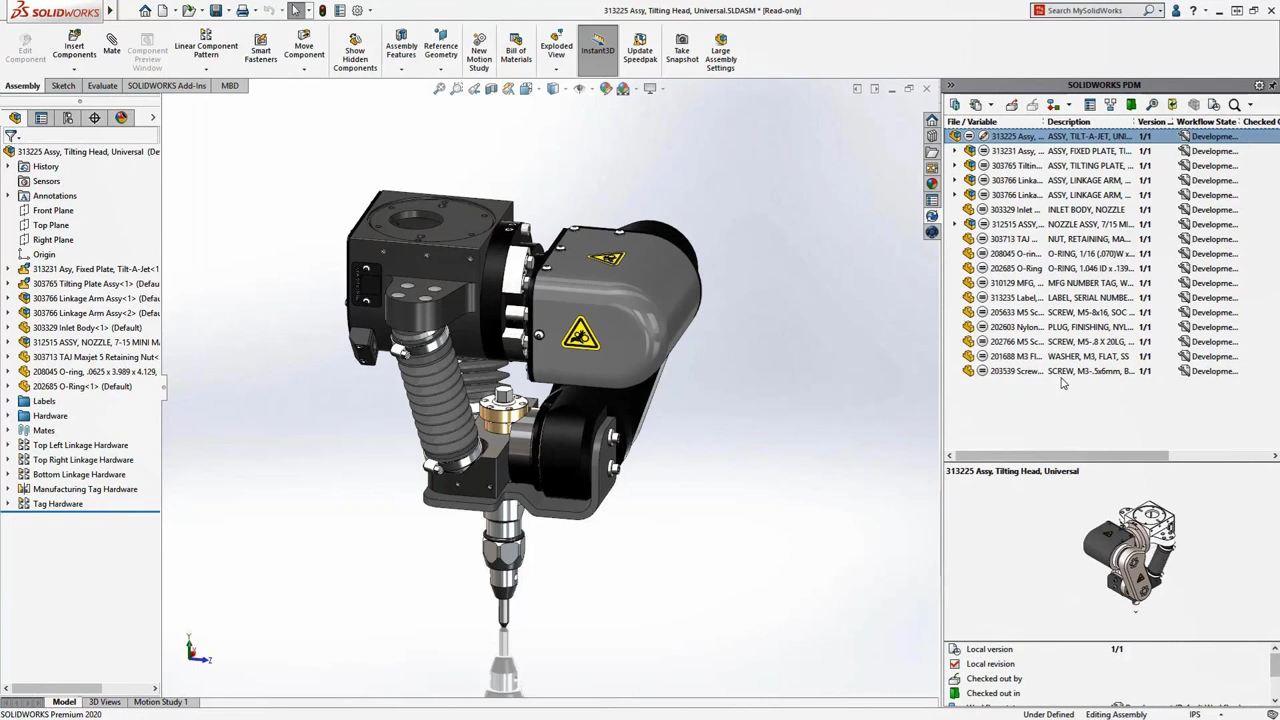 SOLIDWORKS
313225 Assy, Tilting Head, Universal.SLDASM * [Read-only]
Search MySolidWorks
Edit Component
Insert Components
Mate
Component Preview Window
Linear Component Pattern
Smart Fasteners
Move Component
Show Hidden Components
Assembly Features
Reference Geometry
New Motion Study
Bill of Materials
Exploded View
Instant3D
Update Speedpak
Take Snapshot
Large Assembly Settings
Assembly Sketch Evaluate SOLIDWORKS Add-Ins MBD
313225 Assy, Tilting Head, Universal (De
History
Sensors
Annotations
Front Plane
Top Plane
Right Plane
Origin
313231 Asy, Fixed Plate, Tilt-A-Jet<1
303765 Tilting Plate Assy<1> (Defau
303766 Linkage Arm Assy<1> (Defau
303766 Linkage Arm Assy<2> (Defau
303329 Inlet Body<1> (Default)
312515 NOZZLE ASSY, 7-15 MINI M
303713 TAJ Maxjet 5 Retaining Nut<
208045 O-ring, .0625 x 3.989 x 4.129,
202685 O-Ring<1> (Default)
Labels
Hardware
Mates
Top Left Linkage Hardware
Top Right Linkage Hardware
Bottom Linkage Hardware
Manufacturing Tag Hardware
Tag Hardware
Y
Z
SOLIDWORKS PDM
File / Variable Description Version ... Workflow State Checked O
313225 Assy, ... ASSY, TILT-A-JET, UNI... 1/1 Developme...
313231 Assy, ... ASSY, FIXED PLATE, TI... 1/1 Developme...
303765 Tiltin... ASSY, TILTING PLATE, ... 1/1 Developme...
303766 Linka... ASSY, LINKAGE ARM, ... 1/1 Developme...
303766 Linka... ASSY, LINKAGE ARM, ... 1/1 Developme...
303329 Inlet ... INLET BODY, NOZZLE 1/1 Developme...
312515 Assy, ... NOZZLE ASSY, 7/15 MI... 1/1 Developme...
303713 TAJ ... NUT, RETAINING, MA... 1/1 Developme...
208045 O-rin... O-RING, 1/16 (.070)W x ... 1/1 Developme...
202685 O-Ring O-RING, 1.046 ID x .139... 1/1 Developme...
310129 MFG, ... MFG NUMBER TAG, W... 1/1 Developme...
313235 Label, ... LABEL, SERIAL NUMBE... 1/1 Developme...
205633 M5 Sc... SCREW, M5-8x16, SOC ... 1/1 Developme...
202603 Nylon... PLUG, FINISHING, NYL... 1/1 Developme...
202766 M5 Sc... SCREW, M5-.8 X 20LG, ... 1/1 Developme...
201688 M3 Fl... WASHER, M3, FLAT, SS 1/1 Developme...
203539 Screw... SCREW, M3-.5x6mm, B... 1/1 Developme...
313225 Assy, Tilting Head, Universal
Local version 1/1
Local revision
Checked out by
Checked out in
Model 3D Views Motion Study 1
SOLIDWORKS Premium 2020
Under Defined Editing Assembly IPS